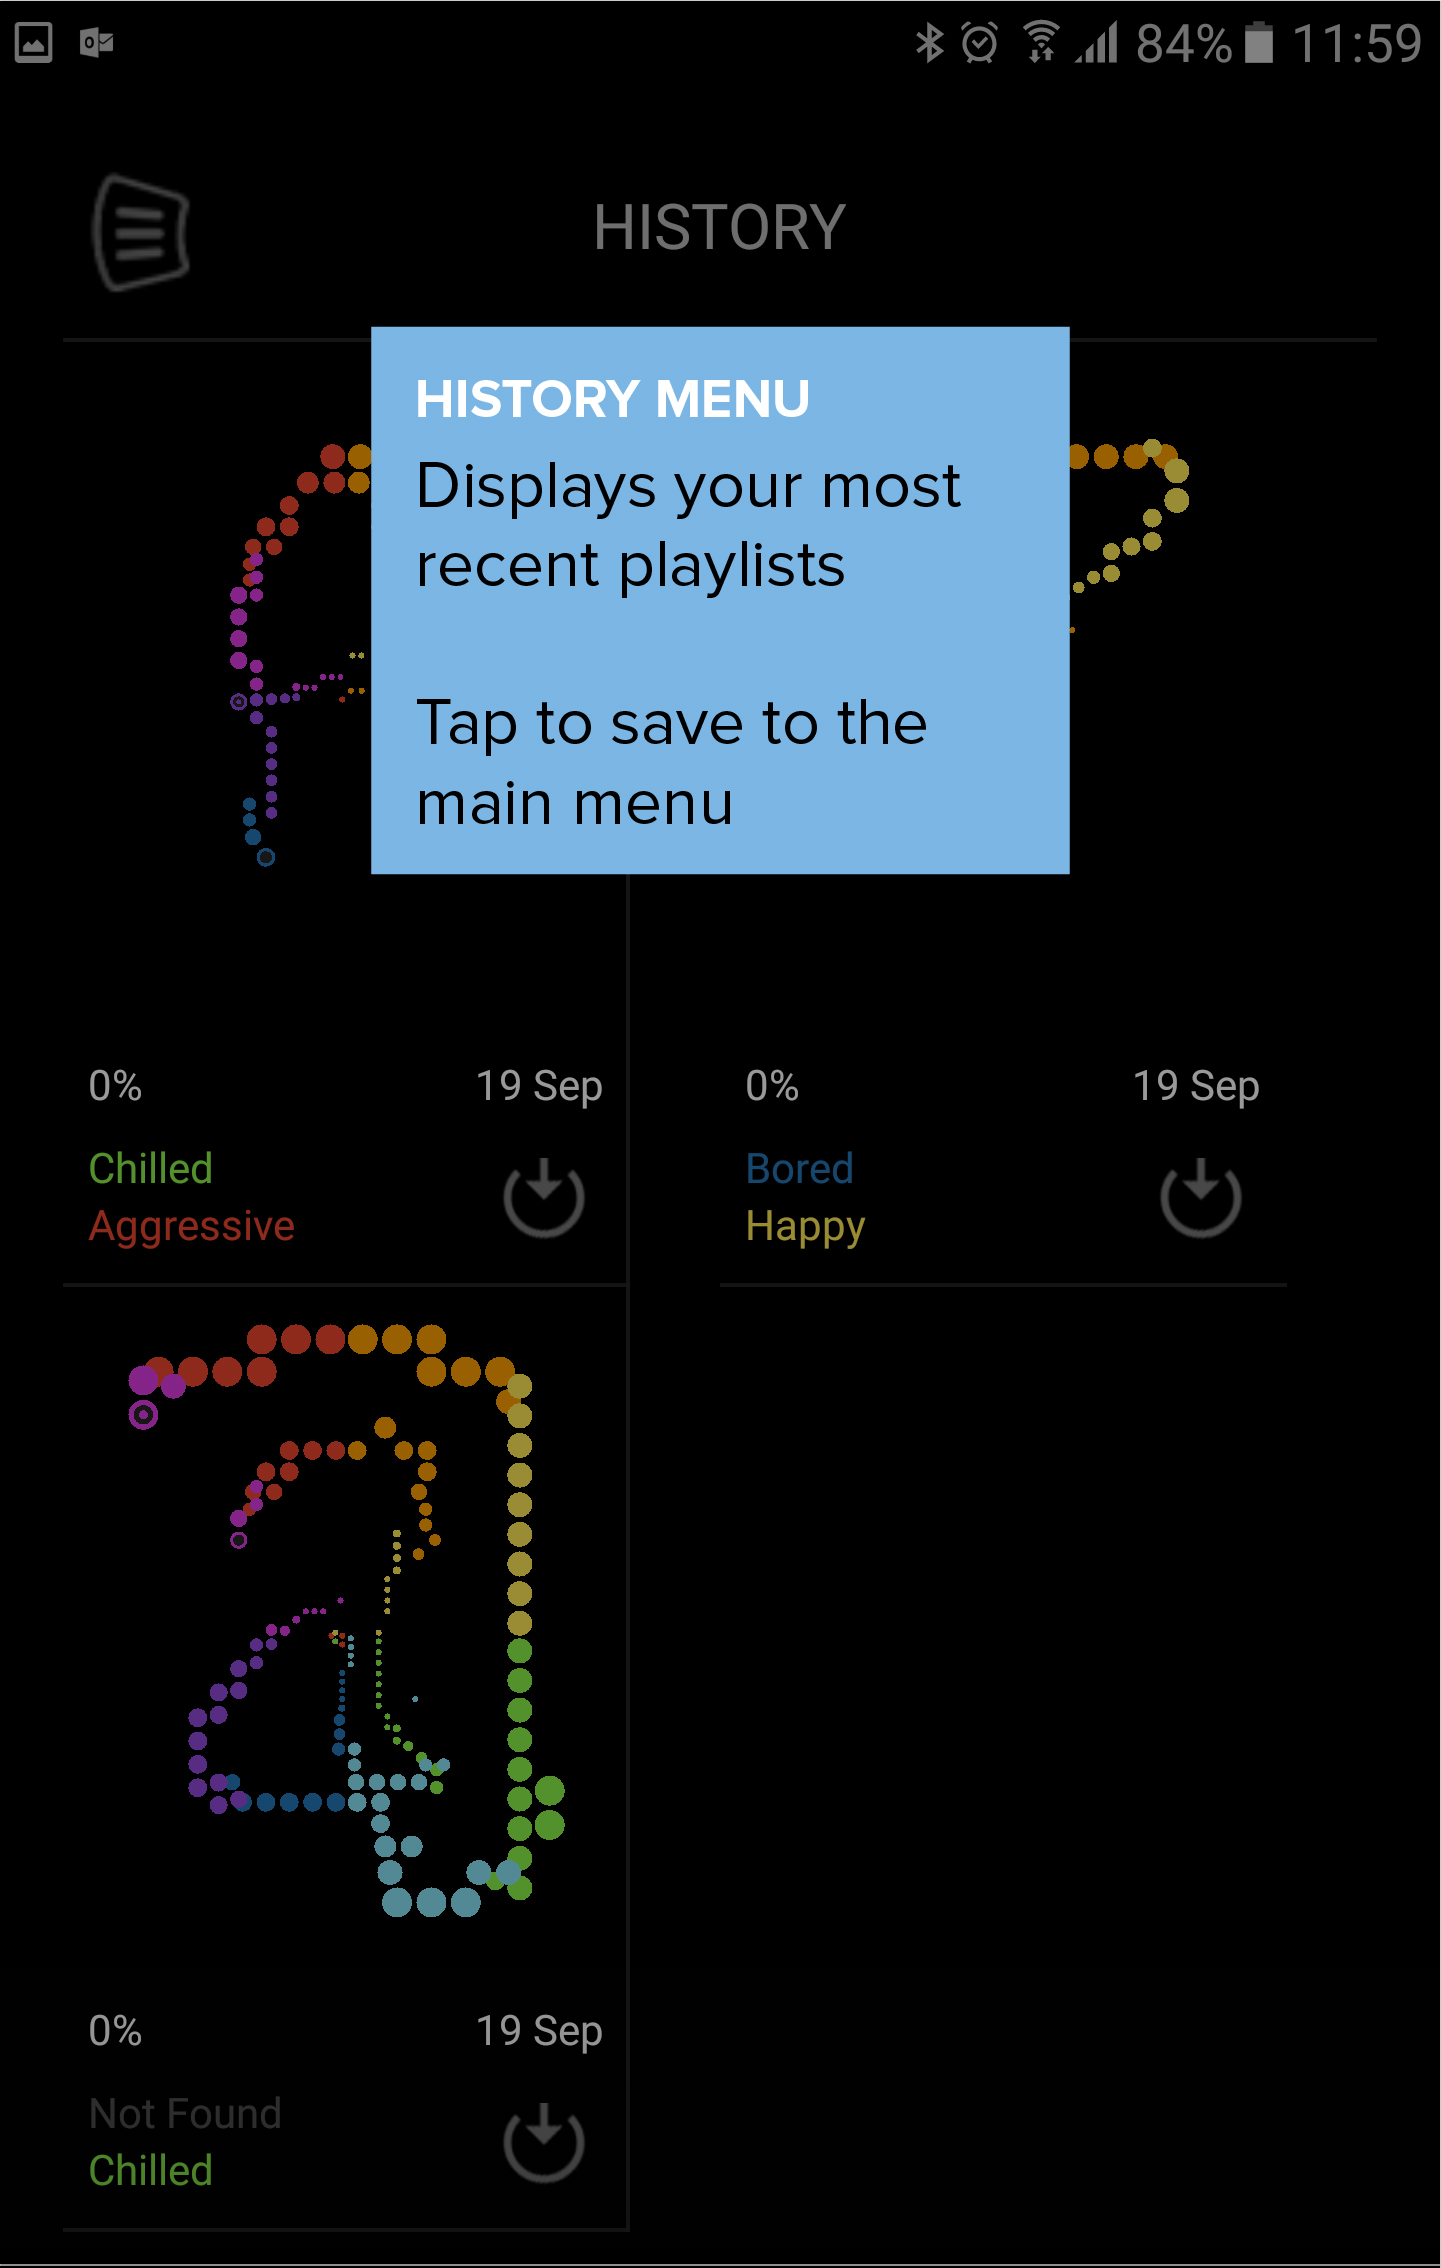 84% 11:59
HISTORY
HISTORY MENU
Displays your most
recent playlists
Tap to save to the
main menu
0% 19 Sep
Chilled
Aggressive
0% 19 Sep
Bored
Happy
0% 19 Sep
Not Found
Chilled